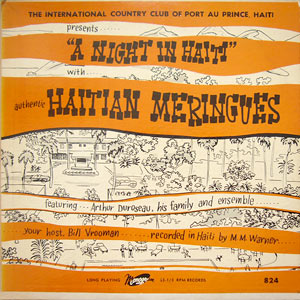 THE INTERNATIONAL COUNTRY CLUB OF PORT AU PRINCE, HAITI
presents....
"A NIGHT IN HAITI"
with...
authentic HAITIAN MERINGUES
featuring.... Arthur Duroseau, his family and ensemble
your host, Bill Vrooman...... recorded in Haiti by M.M. Warner
LONG PLAYING 33-1/3 RPM RECORDS 824